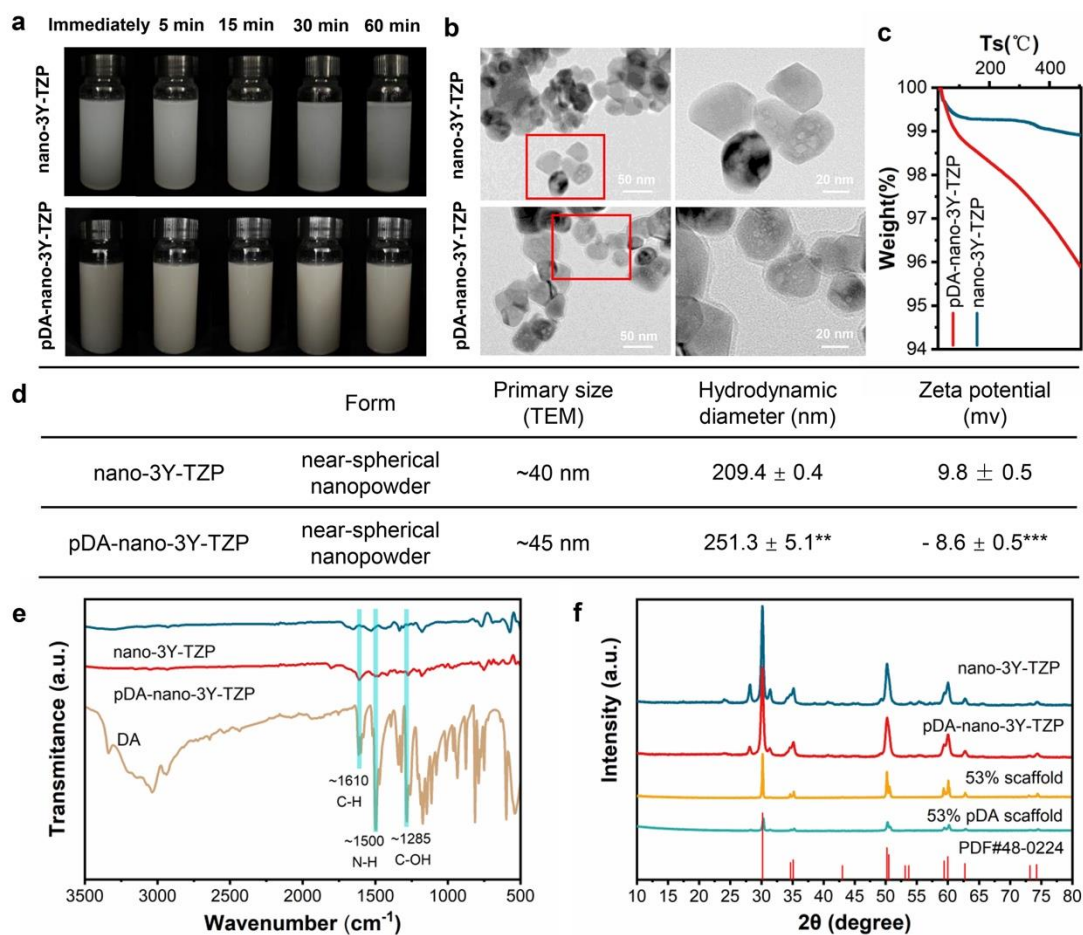 a
Immediately 5 min 15 min 30 min 60 min
nano-3Y-TZP
pDA-nano-3Y-TZP
b
nano-3Y-TZP
pDA-nano-3Y-TZP
50 nm
20 nm
50 nm
20 nm
c
Ts(℃)
200 400
100
99
98
97
96
95
94
Weight(%)
pDA-nano-3Y-TZP
nano-3Y-TZP
d
Form
Primary size
(TEM)
Hydrodynamic
diameter (nm)
Zeta potential
(mv)
nano-3Y-TZP
near-spherical
nanopowder
~40 nm
209.4 ± 0.4
9.8 ± 0.5
pDA-nano-3Y-TZP
near-spherical
nanopowder
~45 nm
251.3 ± 5.1**
- 8.6 ± 0.5***
e
Transmitance (a.u.)
nano-3Y-TZP
pDA-nano-3Y-TZP
DA
~1610
C-H
~1500
N-H
~1285
C-OH
3500 3000 2500 2000 1500 1000 500
Wavenumber (cm⁻¹)
f
Intensity (a.u.)
nano-3Y-TZP
pDA-nano-3Y-TZP
53% scaffold
53% pDA scaffold
PDF#48-0224
10 15 20 25 30 35 40 45 50 55 60 65 70 75 80
2θ (degree)